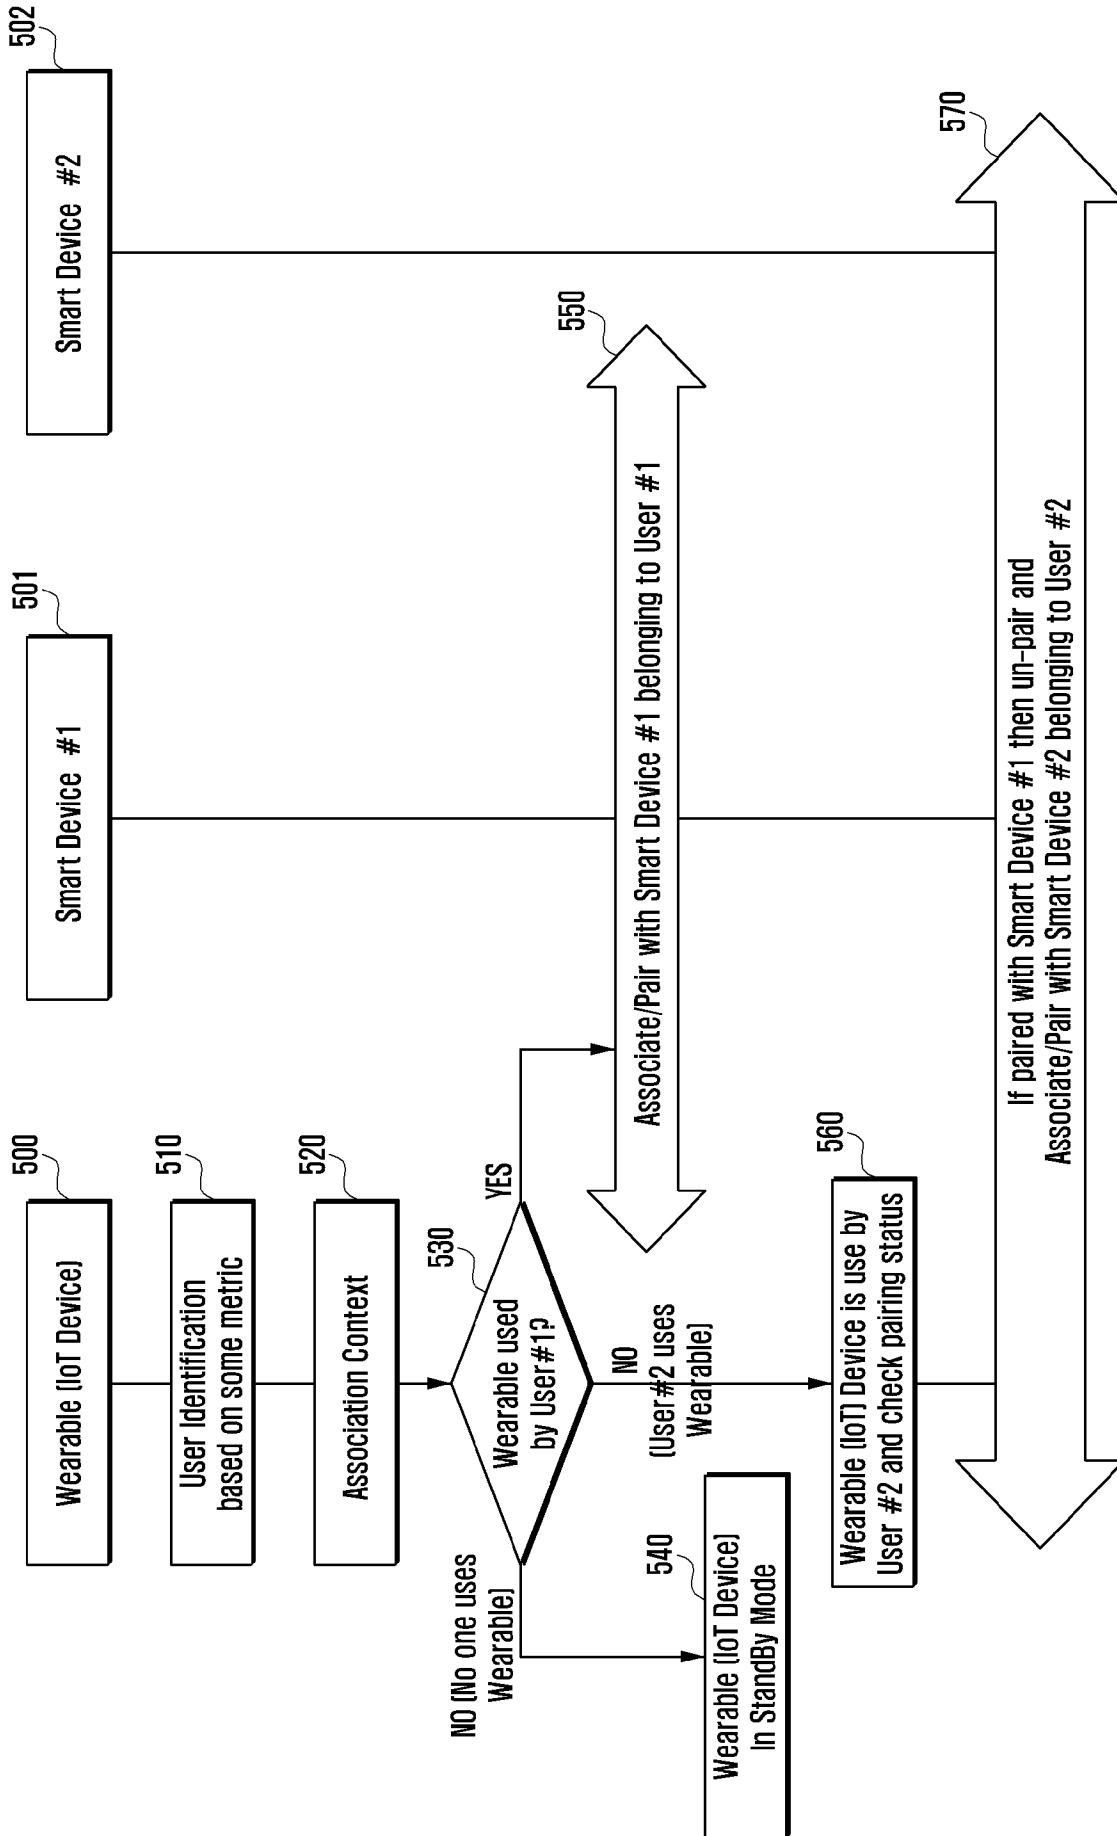 500
Wearable (IoT Device)
501
Smart Device #1
502
Smart Device #2
510
User Identification
based on some metric
520
Association Context
530
Wearable used
by User#1?
YES
NO (No one uses
Wearable)
NO
(User#2 uses
Wearable)
540
Wearable (IoT Device)
In StandBy Mode
550
Associate/Pair with Smart Device #1 belonging to User #1
560
Wearable (IoT) Device is use by
User #2 and check pairing status
570
If paired with Smart Device #1 then un-pair and
Associate/Pair with Smart Device #2 belonging to User #2